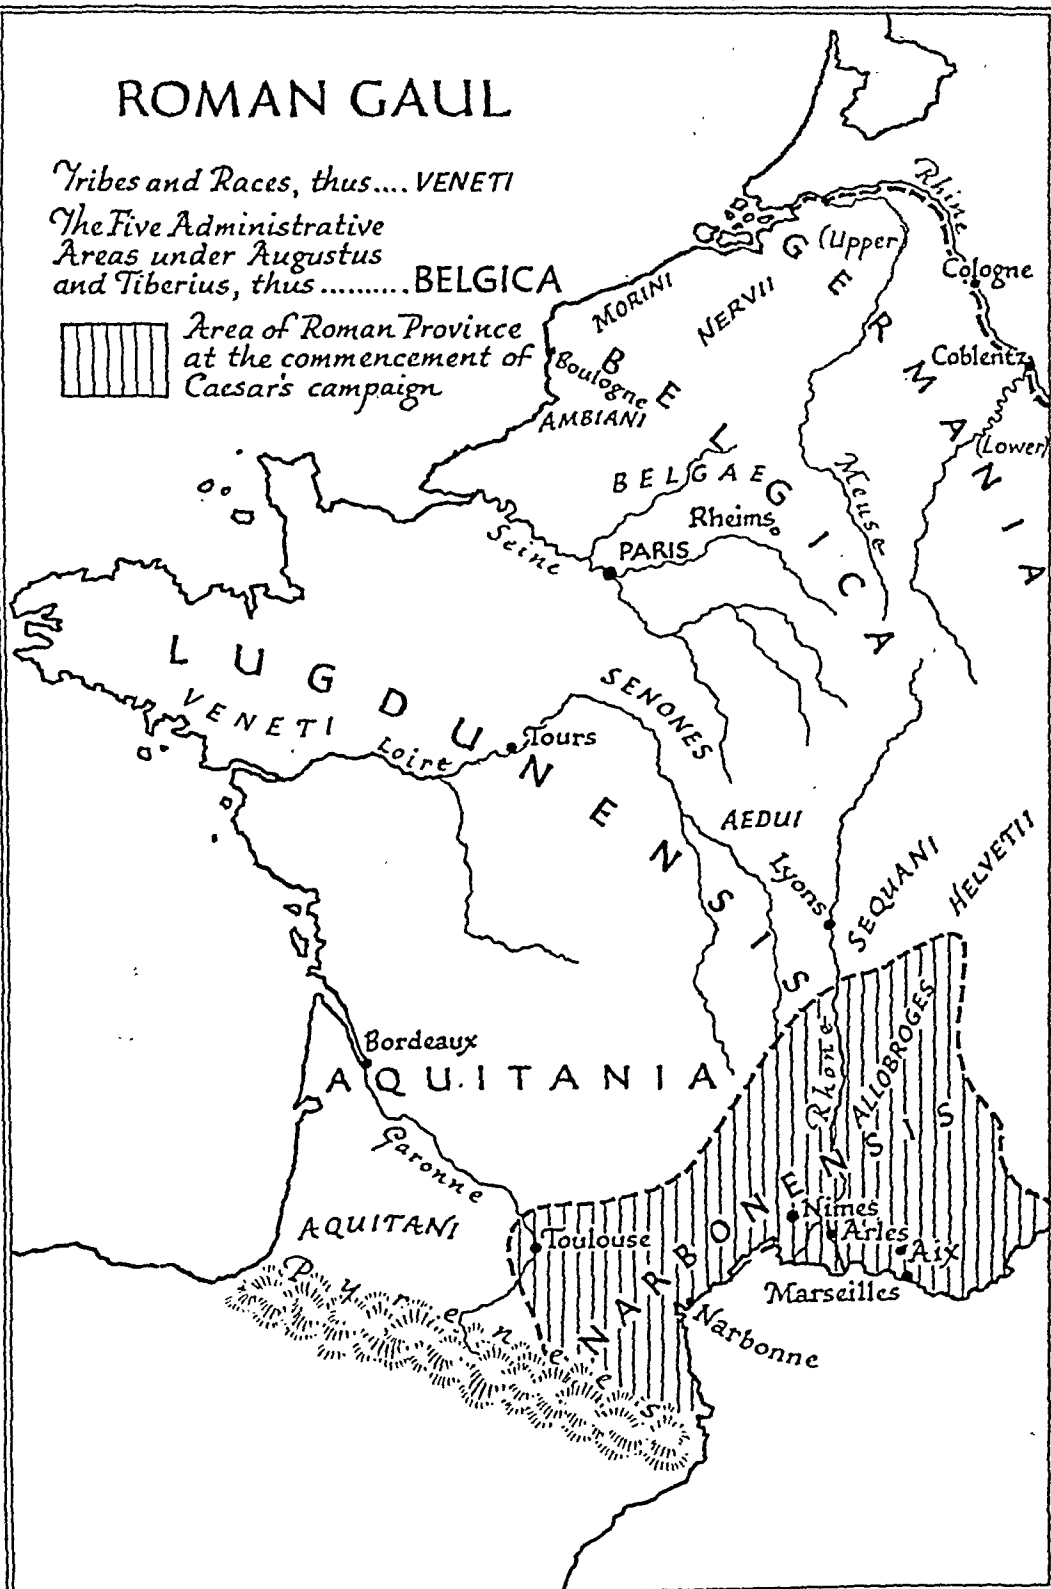 ROMAN GAUL
Tribes and Races, thus.... VENETI
The Five Administrative
Areas under Augustus
and Tiberius, thus .......... BELGICA
Area of Roman Province
at the commencement of
Caesar's campaign
Rhine
(Upper)
GERMANIA
Cologne
MORINI
NERVII
Coblentz
Boulogne
BELGICA
AMBIANI
(Lower)
BELGAE
Meuse
Rheims
Seine
PARIS
LUGDUNENSIS
VENETI
SENONES
Loire
Tours
AEDUI
Lyons
SEQUANI
HELVETII
Bordeaux
AQUITANIA
Rhone
ALLOBROGES
Garonne
NARBONENSIS
AQUITANI
Nimes
Toulouse
Arles
Aix
Pyrenees
Marseilles
Narbonne